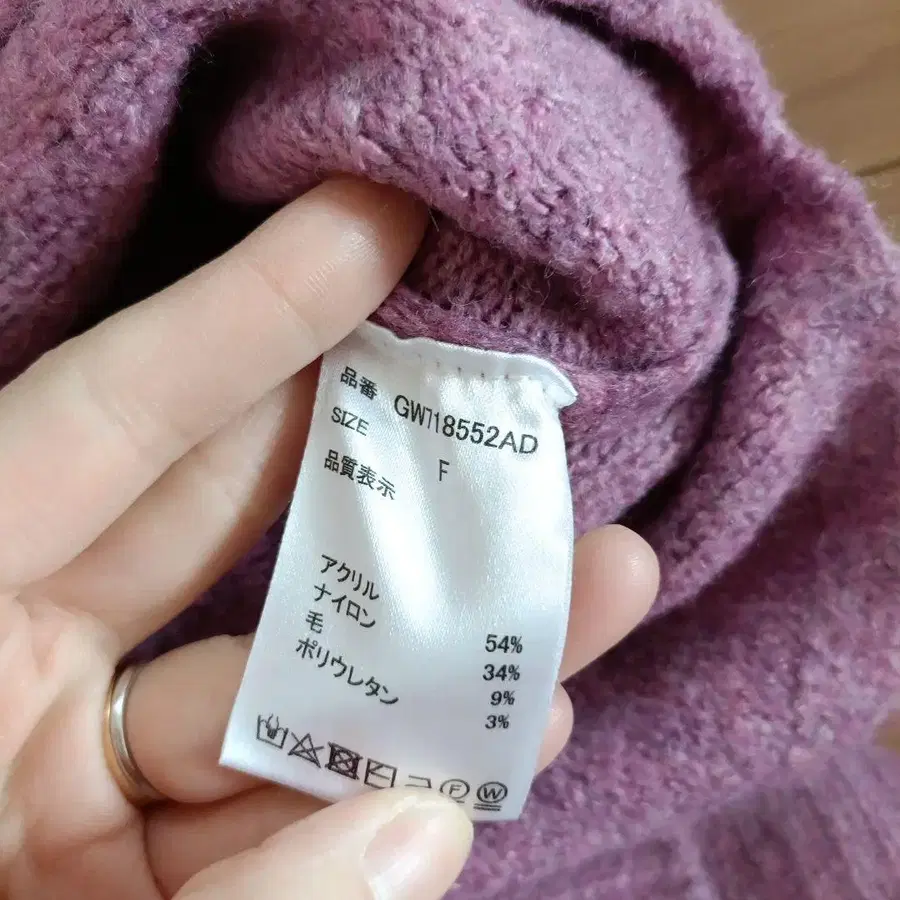 品番 GW718552AD
SIZE F
品質表示
アクリル 54%
ナイロン 34%
毛 9%
ポリウレタン 3%
F W